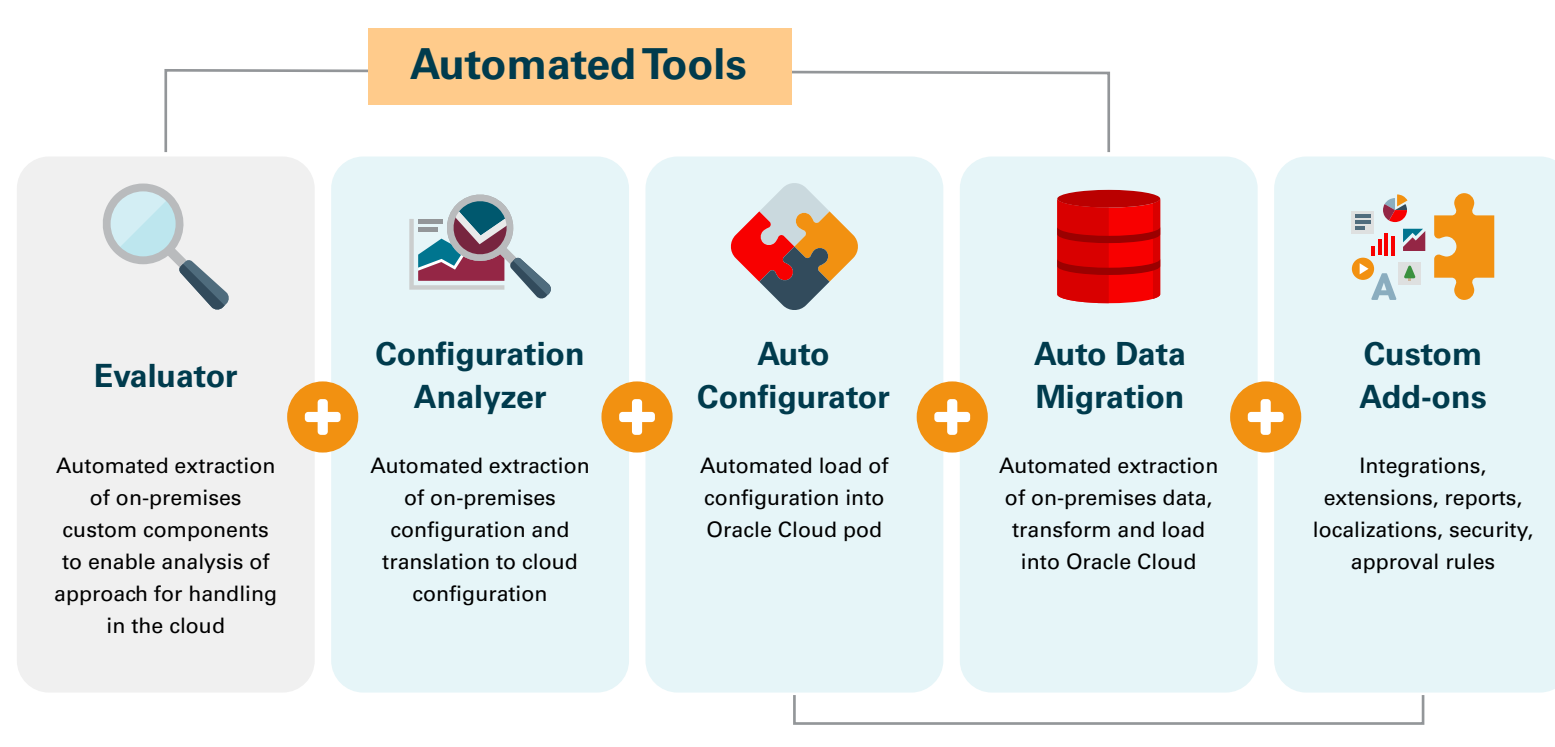 Automated Tools
Evaluator
Automated extraction
of on-premises
custom components
to enable analysis of
approach for handling
in the cloud
Configuration
Analyzer
Automated extraction
of on-premises
configuration and
translation to cloud
configuration
Auto
Configurator
Automated load of
configuration into
Oracle Cloud pod
Auto Data
Migration
Automated extraction
of on-premises data,
transform and load
into Oracle Cloud
Custom
Add-ons
A
Integrations,
extensions, reports,
localizations, security,
approval rules